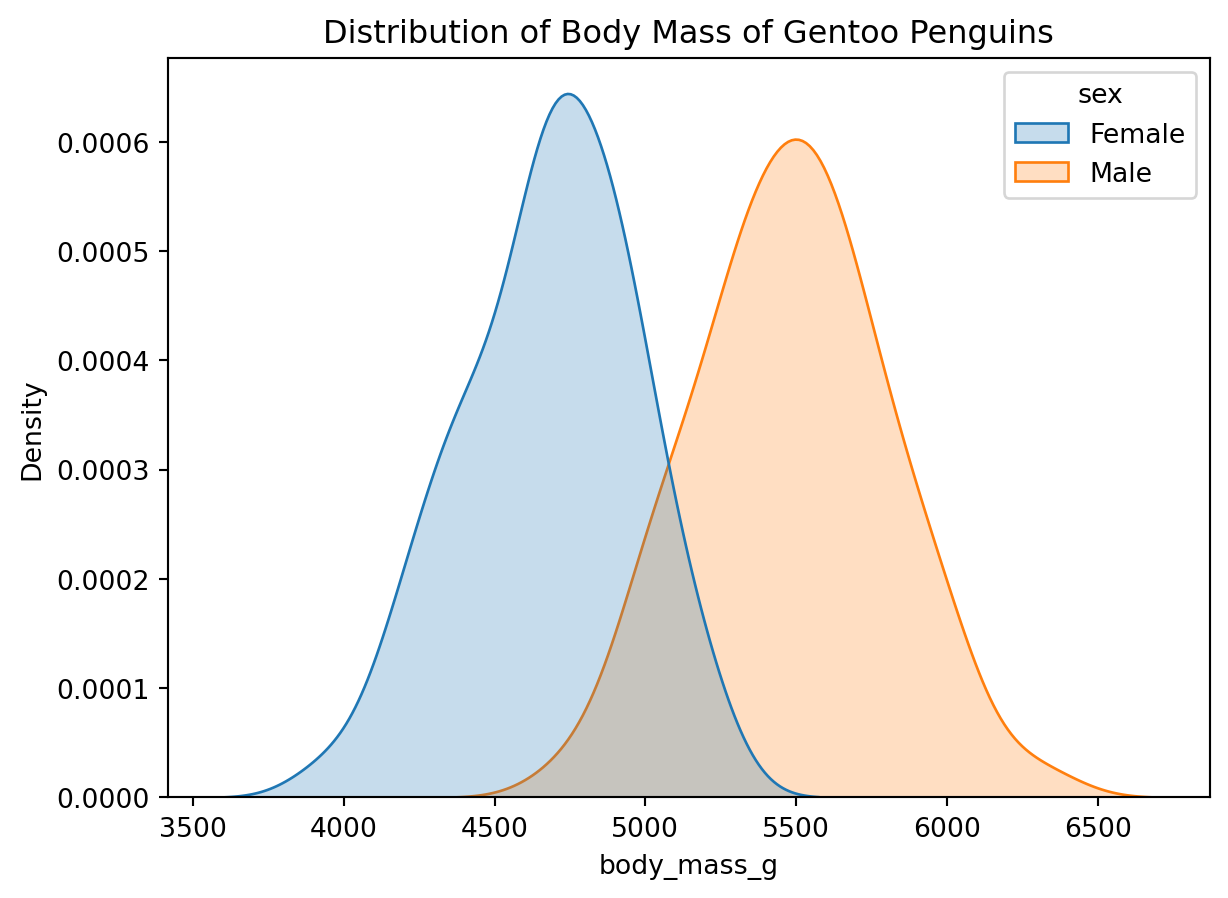 Distribution of Body Mass of Gentoo Penguins
sex
Female
Male
0.0006
0.0005
0.0004
0.0003
0.0002
0.0001
0.0000
Density
3500 4000 4500 5000 5500 6000 6500
body_mass_g